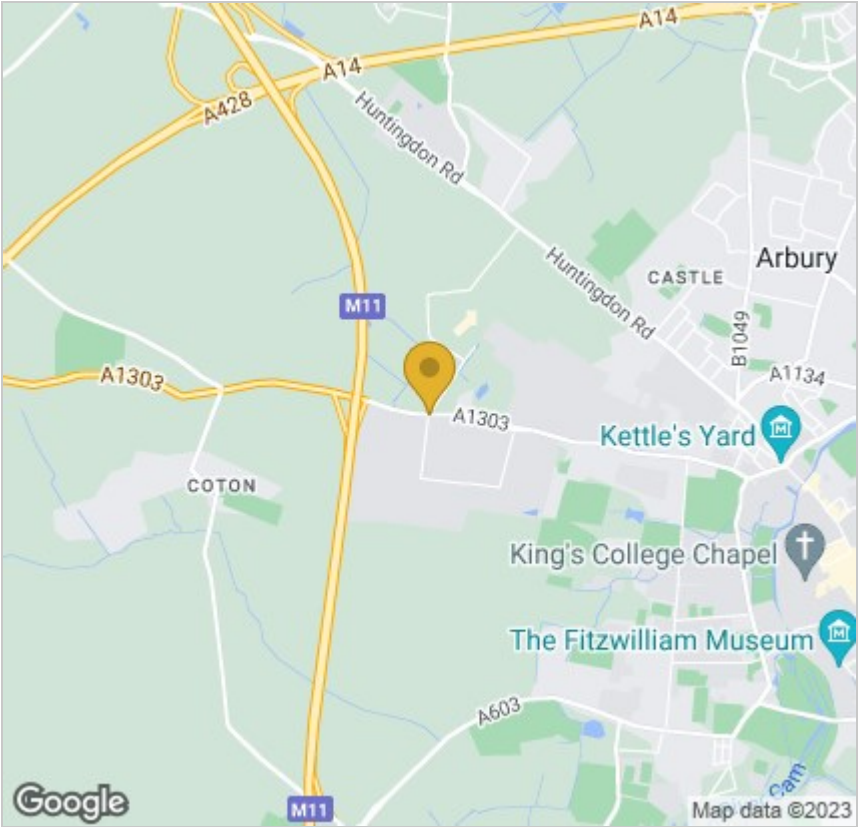 A14
A14
A428
Huntingdon Rd
Arbury
Huntingdon Rd
CASTLE
M11
B1049
A1303
A1134
A1303
Kettle's Yard
COTON
King's College Chapel
The Fitzwilliam Museum
A603
Cam
M11
Google
Map data ©2023